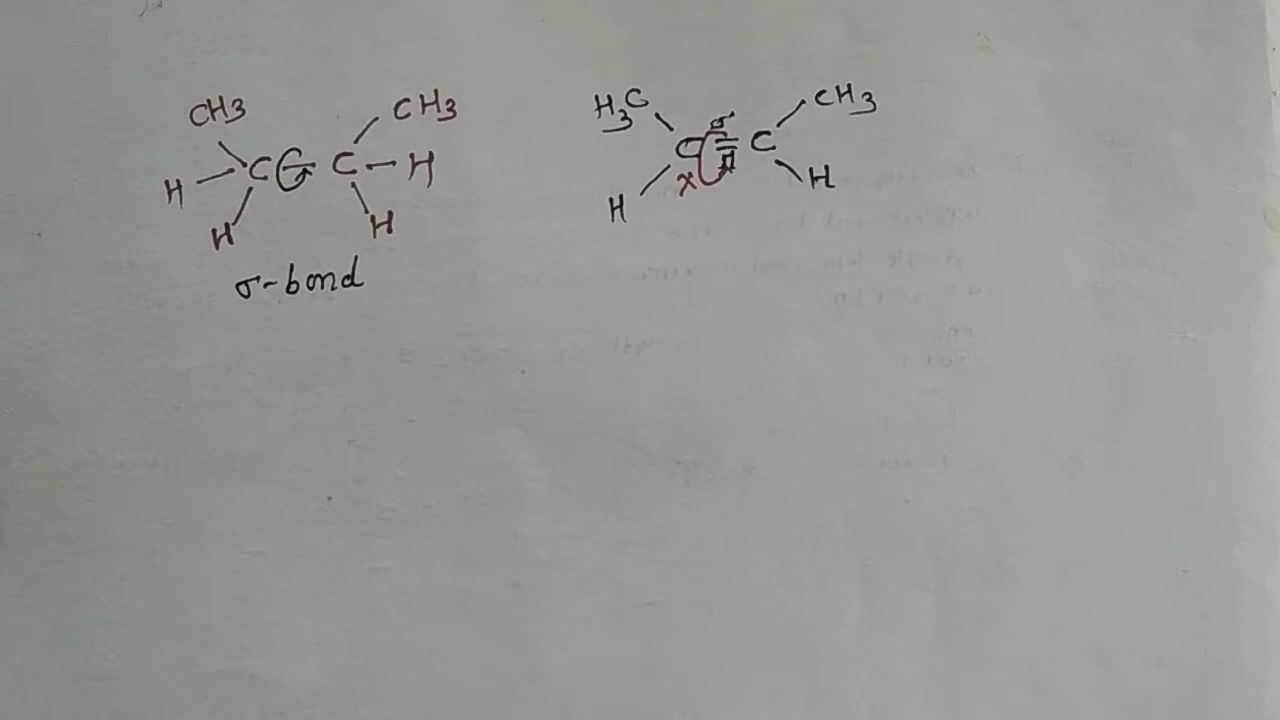 CH3 CH3
H C C H
H H
σ-bond
H3C CH3
C σ C
π
x
H H